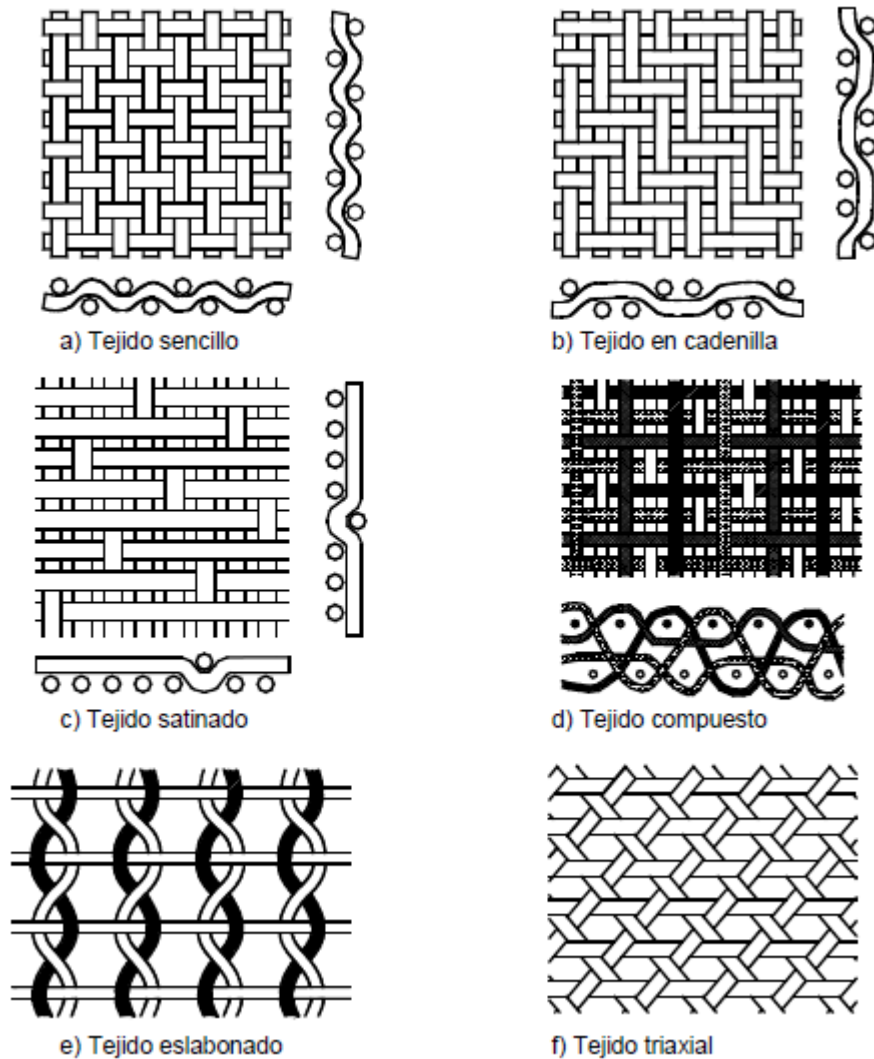 a) Tejido sencillo
b) Tejido en cadenilla
c) Tejido satinado
d) Tejido compuesto
e) Tejido eslabonado
f) Tejido triaxial